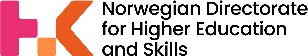 Norwegian Directorate
for Higher Education
and Skills